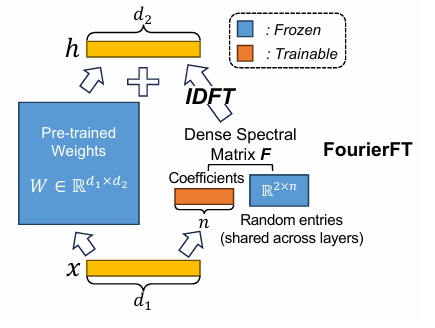 d₂
h
: Frozen
: Trainable
IDFT
Pre-trained
Weights
W ∈ ℝ^{d₁×d₂}
Dense Spectral
Matrix F
FourierFT
Coefficients
ℝ^{2×n}
n
Random entries
(shared across layers)
x
d₁